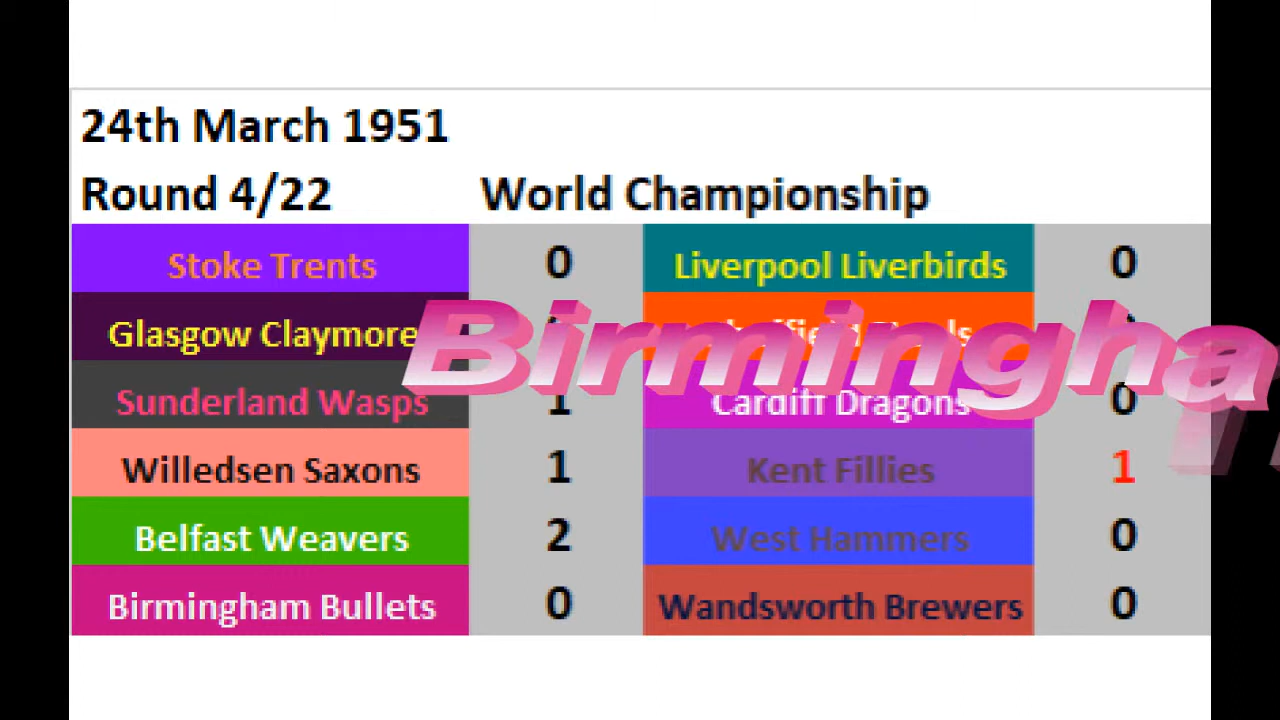 24th March 1951
Round 4/22 World Championship
Stoke Trents 0 Liverpool Liverbirds 0
Glasgow Claymore
Birmingha
Sunderland Wasps 1 Cardiff Dragons 0
Willedsen Saxons 1 Kent Fillies 1
Belfast Weavers 2 West Hammers 0
Birmingham Bullets 0 Wandsworth Brewers 0